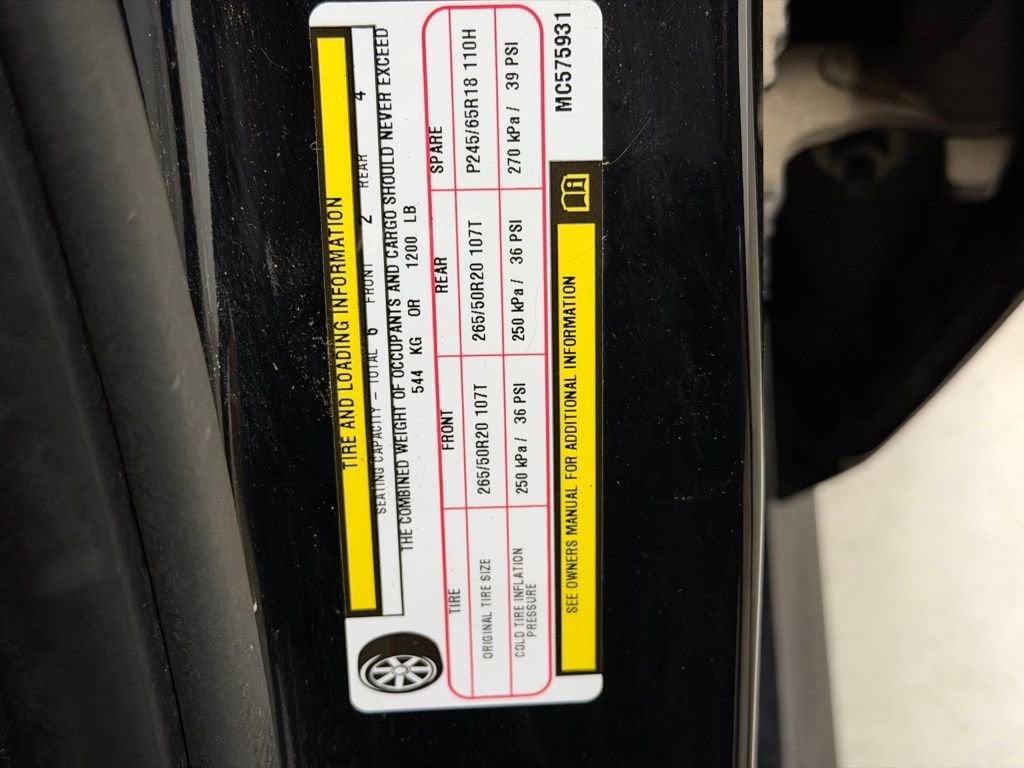 TIRE AND LOADING INFORMATION
SEATING CAPACITY – TOTAL 6 FRONT 2 REAR 4
THE COMBINED WEIGHT OF OCCUPANTS AND CARGO SHOULD NEVER EXCEED
544 KG OR 1200 LB
TIRE FRONT REAR SPARE
ORIGINAL TIRE SIZE 265/50R20 107T 265/50R20 107T P245/65R18 110H
COLD TIRE INFLATION PRESSURE 250 kPa / 36 PSI 250 kPa / 36 PSI 270 kPa / 39 PSI
SEE OWNERS MANUAL FOR ADDITIONAL INFORMATION
MC575931